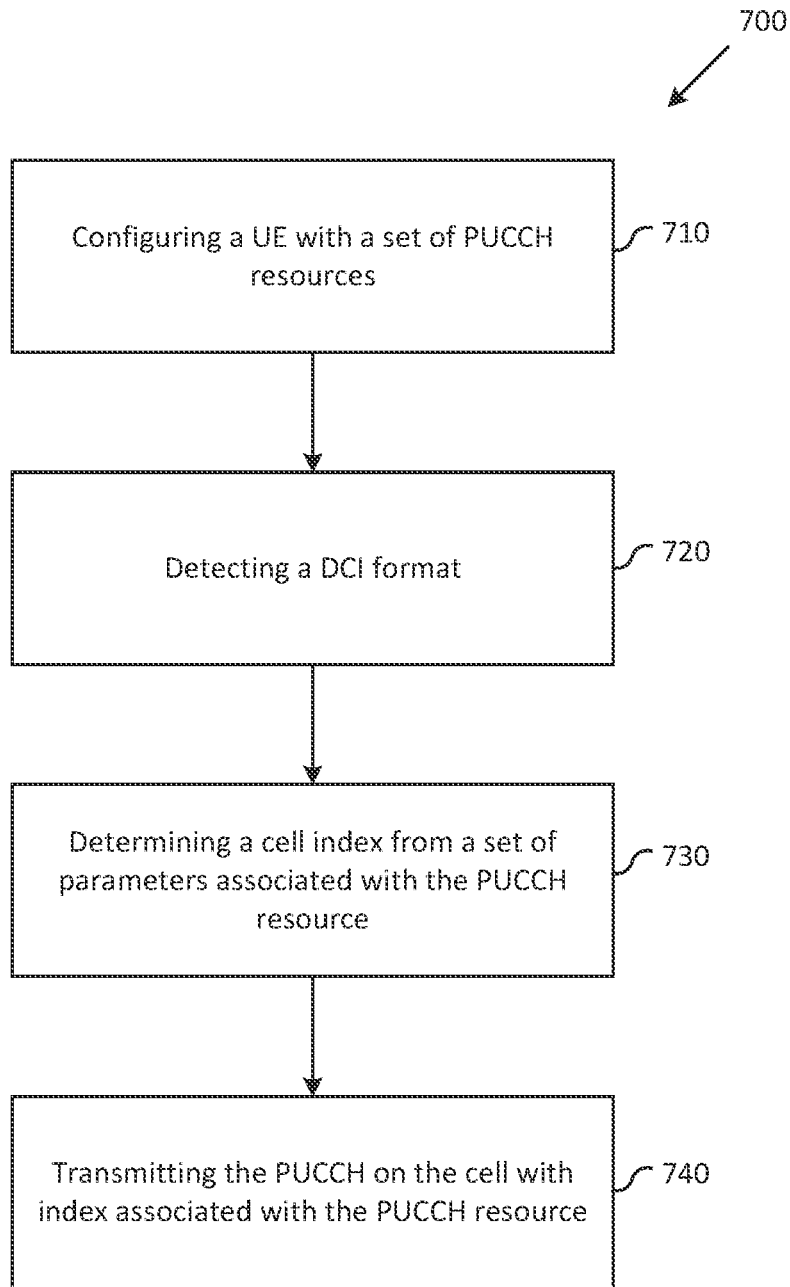 700
Configuring a UE with a set of PUCCH
resources
710
Detecting a DCI format
720
Determining a cell index from a set of
parameters associated with the PUCCH
resource
730
Transmitting the PUCCH on the cell with
index associated with the PUCCH resource
740